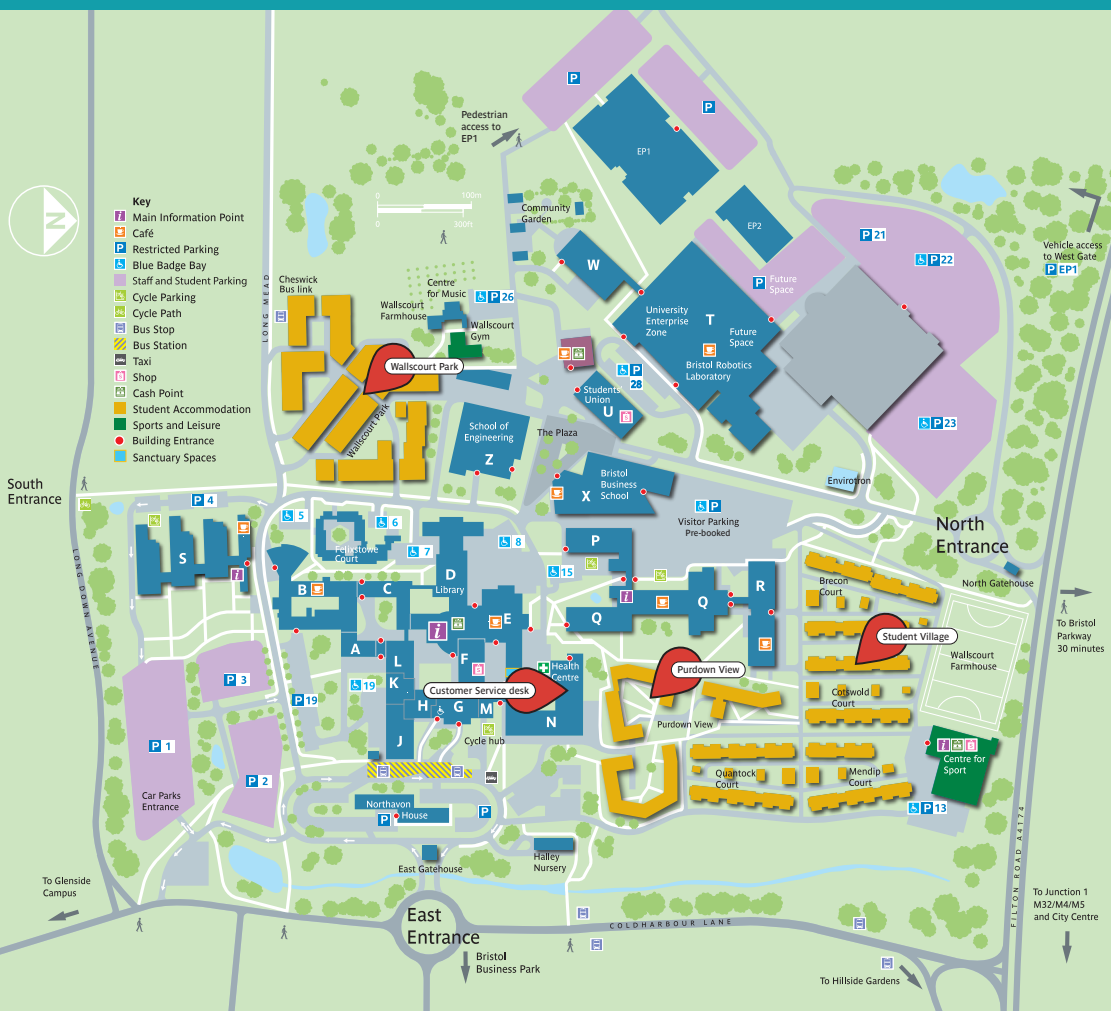 Key
Main Information Point
Café
P Restricted Parking
Blue Badge Bay
Staff and Student Parking
Cycle Parking
Cycle Path
Bus Stop
Bus Station
Taxi
Shop
Cash Point
Student Accommodation
Sports and Leisure
Building Entrance
Sanctuary Spaces
N
Pedestrian
access to
EP1
P
P
EP1
EP2
0
100m
0
300ft
Community
Garden
W
P 21
P 22
Vehicle access
to West Gate
P EP1
P Future
Space
Cheswick
Bus link
LONG MEAD
Centre
for Music
P 26
Wallscourt
Farmhouse
Wallscourt
Gym
University
Enterprise
Zone
T
Future
Space
Bristol Robotics
Laboratory
Wallscourt Park
Wallscourt Park
P
28
Students'
Union
U
P 23
School of
Engineering
Z
The Plaza
Bristol
Business
School
X
Envirotron
South
Entrance
P 4
5
6
7
8
P
Visitor Parking
Pre-booked
North
Entrance
North Gatehouse
S
Felixstowe
Court
D
Library
B
C
E
P
15
Q
Q
R
Brecon
Court
To Bristol
Parkway
30 minutes
LONG DOWN AVENUE
A
L
K
F
H
G
M
J
N
Health
Centre
Customer Service desk
Purdown View
Purdown View
Student Village
Wallscourt
Farmhouse
Cotswold
Court
P 3
P 19
19
P 1
P 2
Cycle hub
Car Parks
Entrance
Quantock
Court
Mendip
Court
Centre for
Sport
P 13
Northavon
House
P
P
East Gatehouse
Halley
Nursery
FILTON ROAD A4174
To Glenside
Campus
East
Entrance
COLDHARBOUR LANE
To Junction 1
M32/M4/M5
and City Centre
Bristol
Business Park
To Hillside Gardens